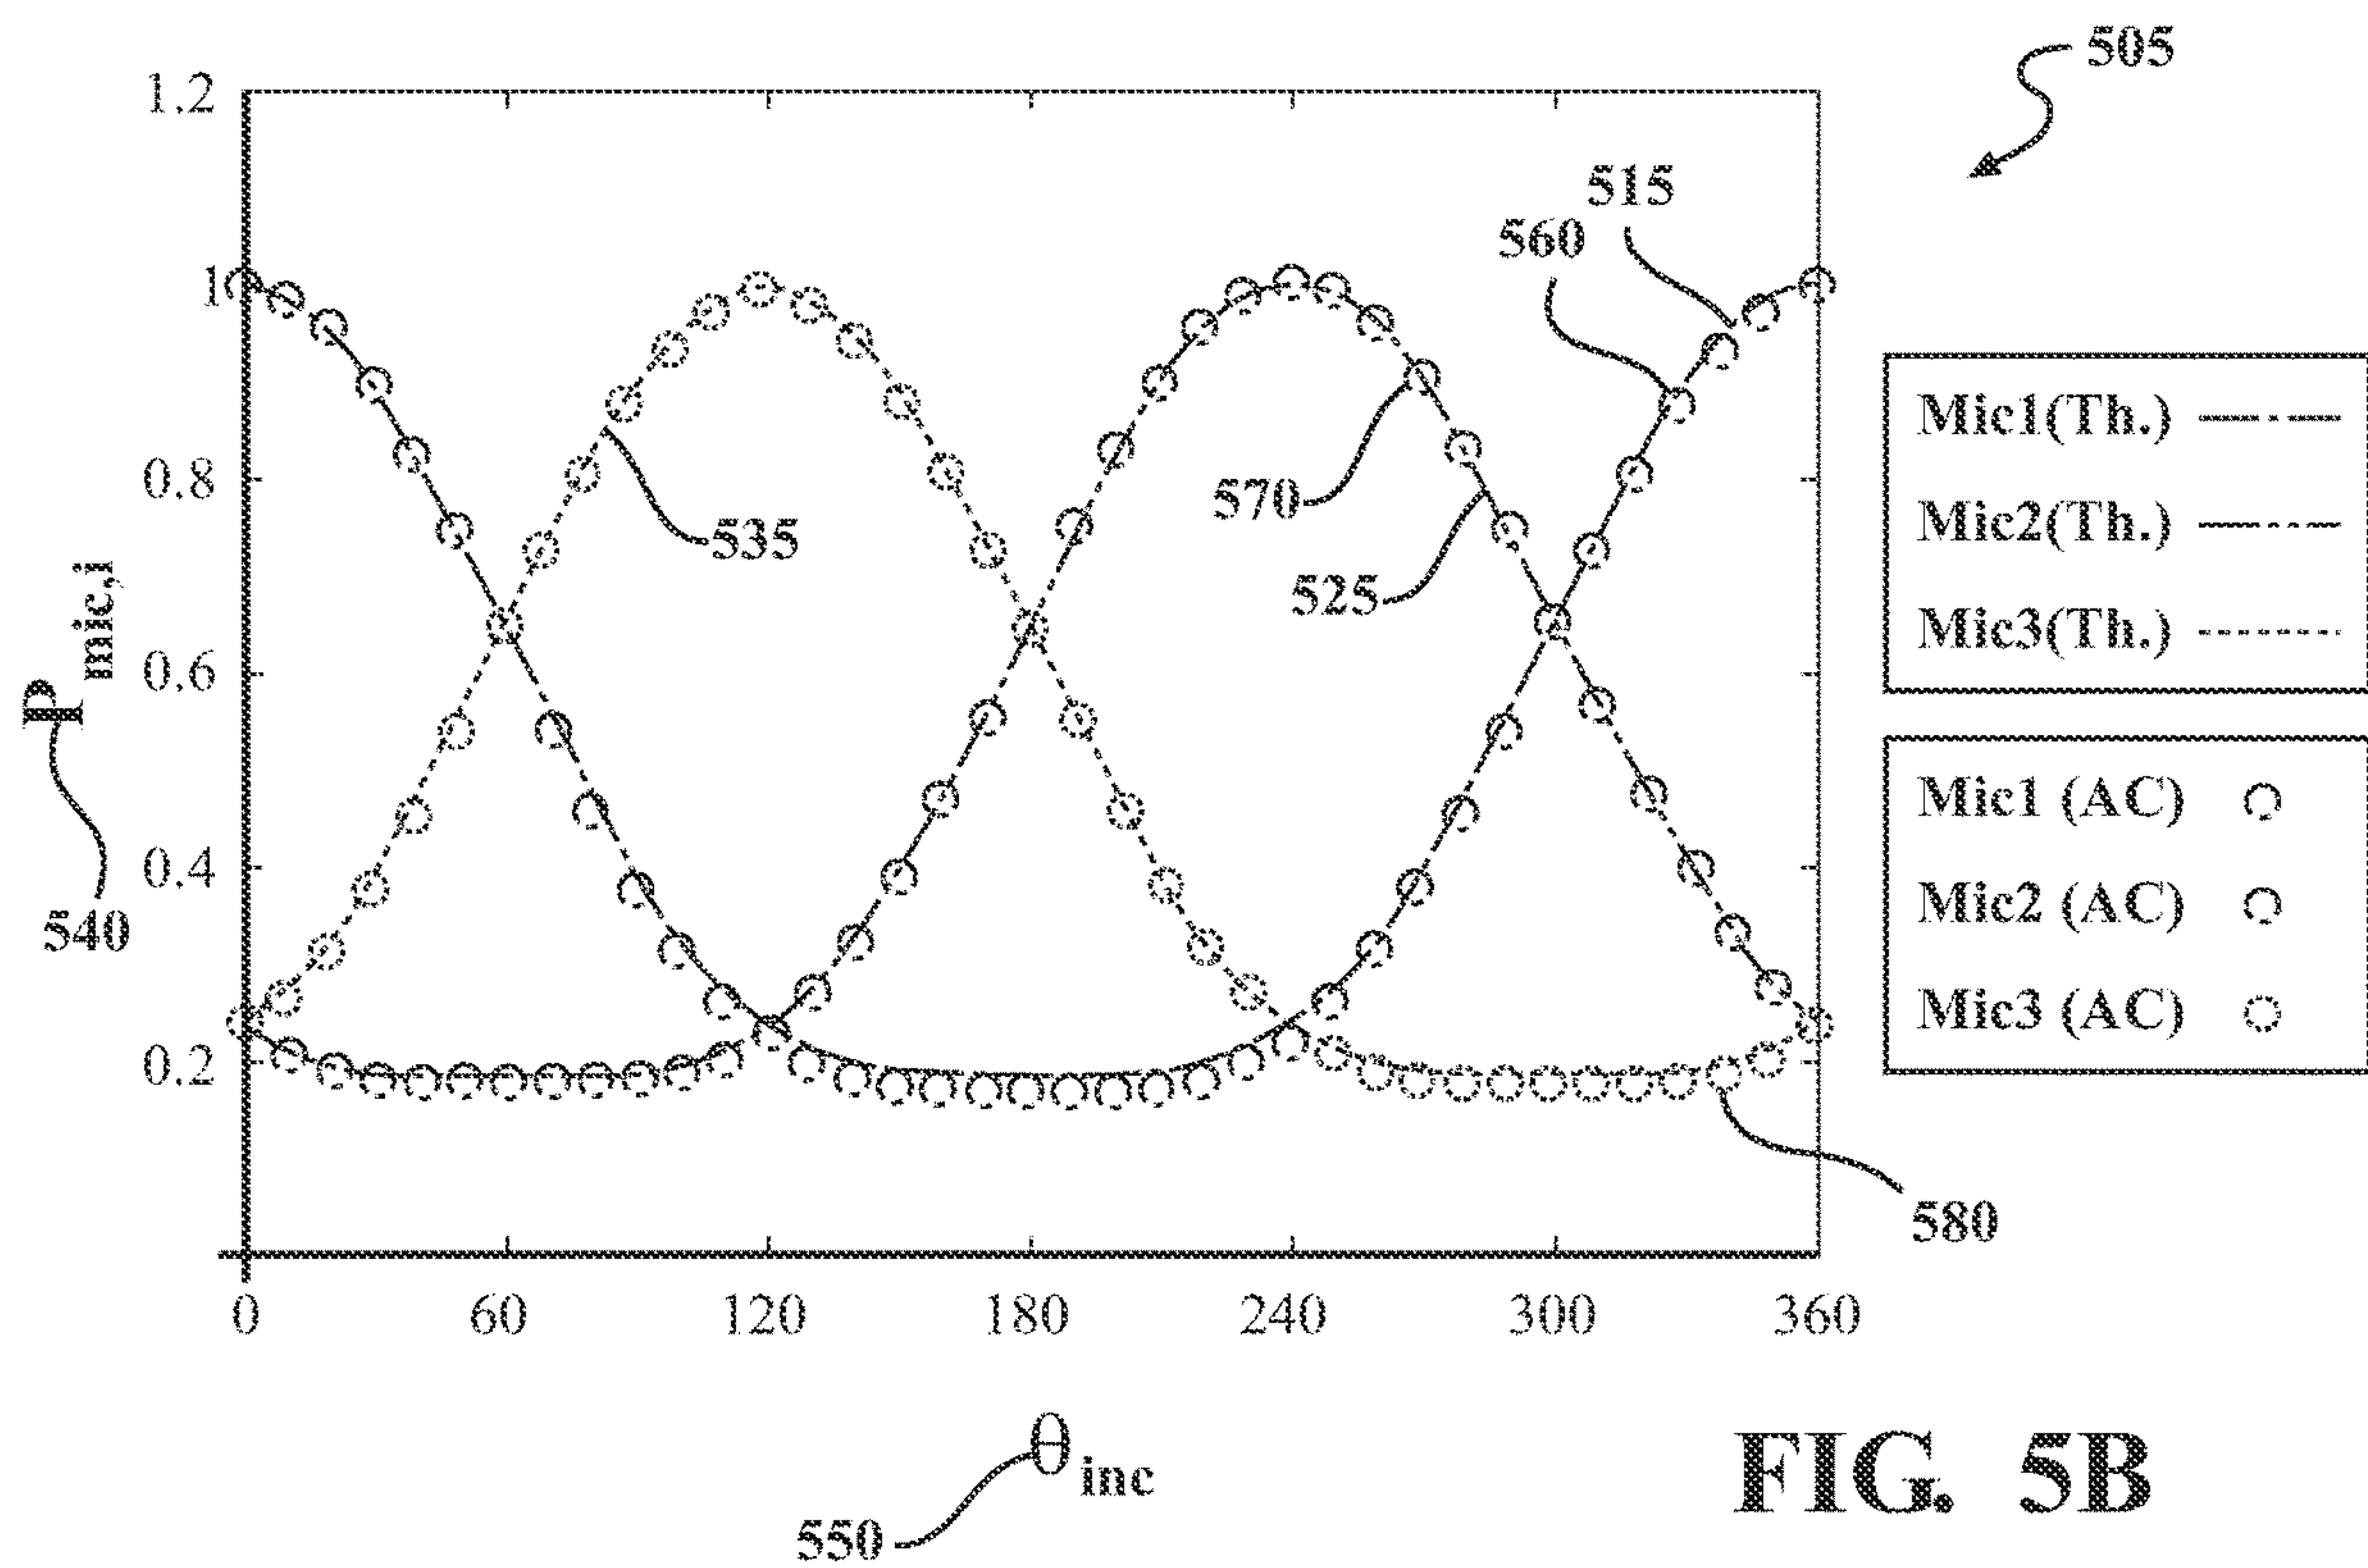 505
1.2
515
560
1
Mic1(Th.)
0.8
570
535
Mic2(Th.)
525
Mic3(Th.)
0.6
P mic,i
Mic1 (AC)
0.4
Mic2 (AC)
540
Mic3 (AC)
0.2
580
0 60 120 180 240 300 360
θ inc
550
FIG. 5B